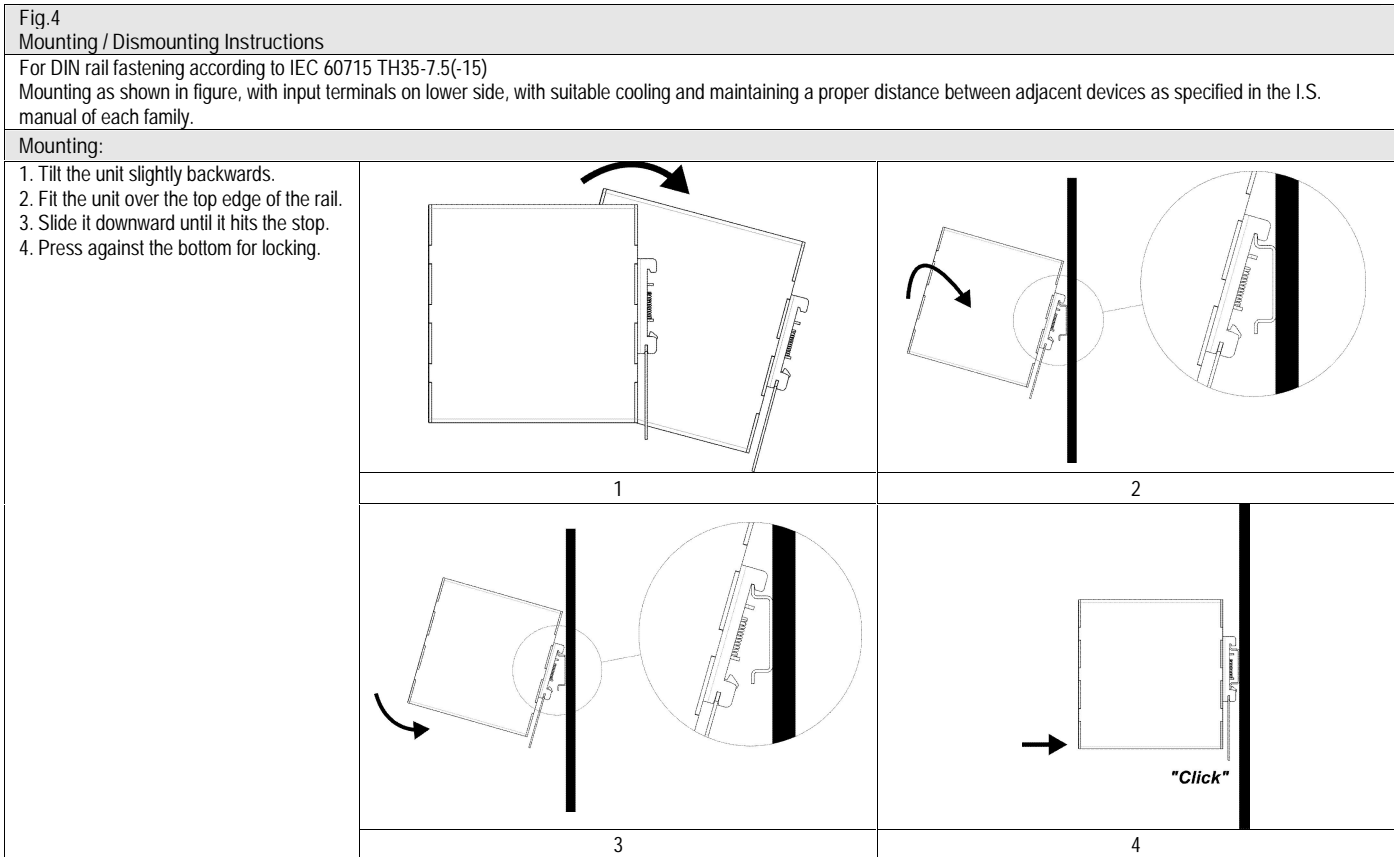 Fig.4
Mounting / Dismounting Instructions
For DIN rail fastening according to IEC 60715 TH35-7.5(-15)
Mounting as shown in figure, with input terminals on lower side, with suitable cooling and maintaining a proper distance between adjacent devices as specified in the I.S.
manual of each family.
Mounting:
1. Tilt the unit slightly backwards.
2. Fit the unit over the top edge of the rail.
3. Slide it downward until it hits the stop.
4. Press against the bottom for locking.
1
2
"Click"
3
4